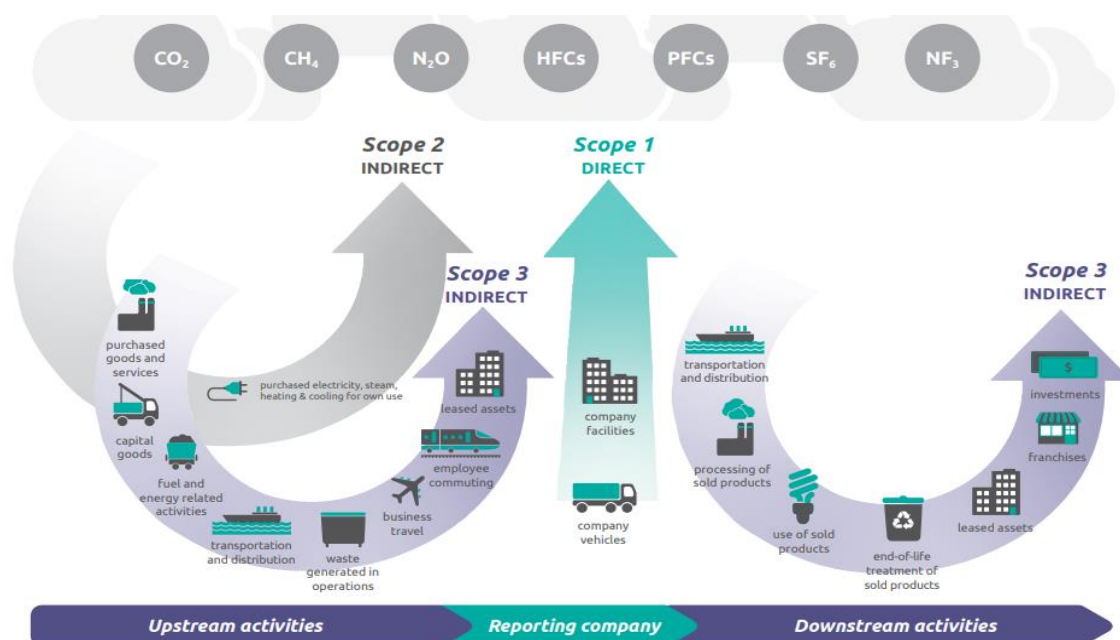 CO₂
CH₄
N₂O
HFCs
PFCs
SF₆
NF₃
Scope 2
INDIRECT
Scope 1
DIRECT
Scope 3
INDIRECT
Scope 3
INDIRECT
purchased
goods and
services
capital
goods
fuel and
energy related
activities
transportation
and distribution
waste
generated in
operations
business
travel
employee
commuting
leased assets
purchased electricity, steam,
heating & cooling for own use
company
facilities
company
vehicles
transportation
and distribution
processing of
sold products
use of sold
products
end-of-life
treatment of
sold products
leased assets
franchises
$
investments
Upstream activities
Reporting company
Downstream activities